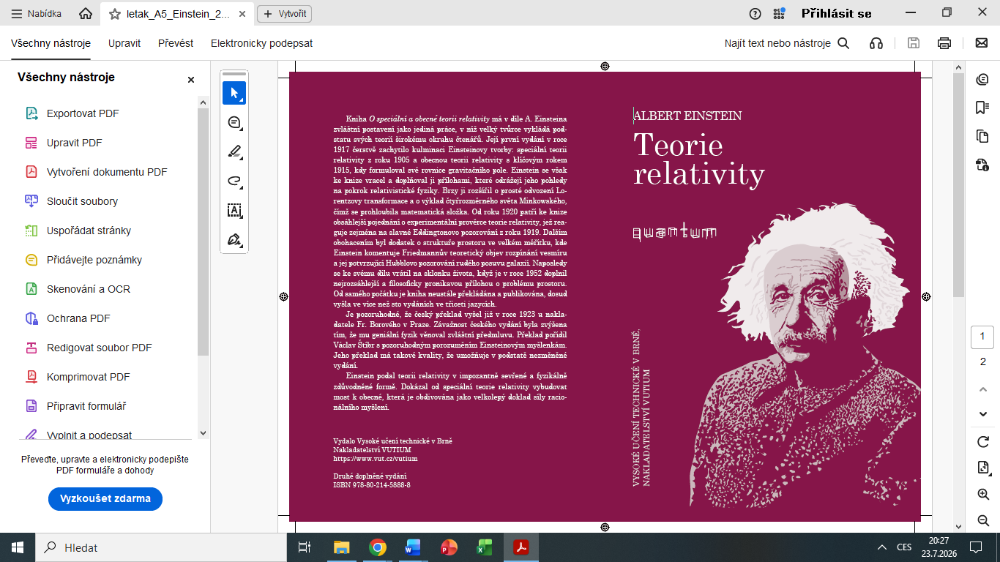 Nabídka
letak_A5_Einstein_2...
Vytvořit
Přihlásit se
Všechny nástroje
Upravit
Převést
Elektronicky podepsat
Najít text nebo nástroje
Všechny nástroje
Exportovat PDF
Upravit PDF
Vytvoření dokumentu PDF
Sloučit soubory
Uspořádat stránky
Přidávejte poznámky
Skenování a OCR
Ochrana PDF
Redigovat soubor PDF
Komprimovat PDF
Připravit formulář
Vyplnit a podepsat
Převeďte, upravte a elektronicky podepište
PDF formuláře a dohody
Vyzkoušet zdarma
Kniha O speciální a obecné teorii relativity má v díle A. Einsteina
zvláštní postavení jako jediná práce, v níž velký tvůrce vykládá pod-
statu svých teorií širokému okruhu čtenářů. Její první vydání v roce
1917 čerstvě zachytilo kulminaci Einsteinovy tvorby: speciální teorii
relativity z roku 1905 a obecnou teorii relativity s klíčovým rokem
1915, kdy formuloval své rovnice gravitačního pole. Einstein se však
ke knize vracel a doplňoval ji přílohami, které odrážejí jeho pohledy
na pokrok relativistické fyziky. Brzy ji rozšířil o prosté odvození Lo-
rentzovy transformace a o výklad čtyřrozměrného světa Minkowského,
čímž se prohloubila matematická složka. Od roku 1920 patří ke knize
obsáhlejší pojednání o experimentální prověrce teorie relativity, jež rea-
guje zejména na slavné Eddingtonovo pozorování z roku 1919. Dalším
obohacením byl dodatek o struktuře prostoru ve velkém měřítku, kde
Einstein komentuje Friedmannův teoretický objev rozpínání vesmíru
a jej potvrzující Hubblovo pozorování rudého posuvu galaxií. Naposledy
se ke svému dílu vrátil na sklonku života, když je v roce 1952 doplnil
nejrozsáhlejší a filosoficky pronikavou přílohou o problému prostoru.
Od samého počátku je kniha neustále překládána a publikována, dosud
vyšla ve více než sto vydáních ve třiceti jazycích.
Je pozoruhodné, že český překlad vyšel již v roce 1923 u nakla-
datele Fr. Borového v Praze. Závažnost českého vydání byla zvýšena
tím, že mu geniální fyzik věnoval zvláštní předmluvu. Překlad pořídil
Václav Štíbr s pozoruhodným porozuměním Einsteinovým myšlenkám.
Jeho překlad má takové kvality, že umožňuje v podstatě nezměněné
vydání.
Einstein podal teorii relativity v impozantně sevřené a fyzikálně
zdůvodněné formě. Dokázal od speciální teorie relativity vybudovat
most k obecné, která je obdivována jako velkolepý doklad síly racio-
nálního myšlení.
Vydalo Vysoké učení technické v Brně
Nakladatelství VUTIUM
https://www.vut.cz/vutium
Druhé doplněné vydání
ISBN 978-80-214-5888-8
ALBERT EINSTEIN
Teorie
relativity
quantum
VYSOKÉ UČENÍ TECHNICKÉ V BRNĚ,
NAKLADATELSTVÍ VUTIUM
1
2
Hledat
CES
20:27
23.7.2026